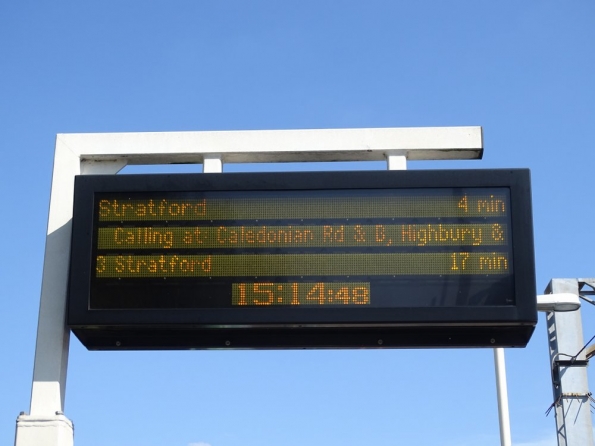 Stratford 4 min
Calling at: Caledonian Rd & B, Highbury &
3 Stratford 17 min
15:14:48